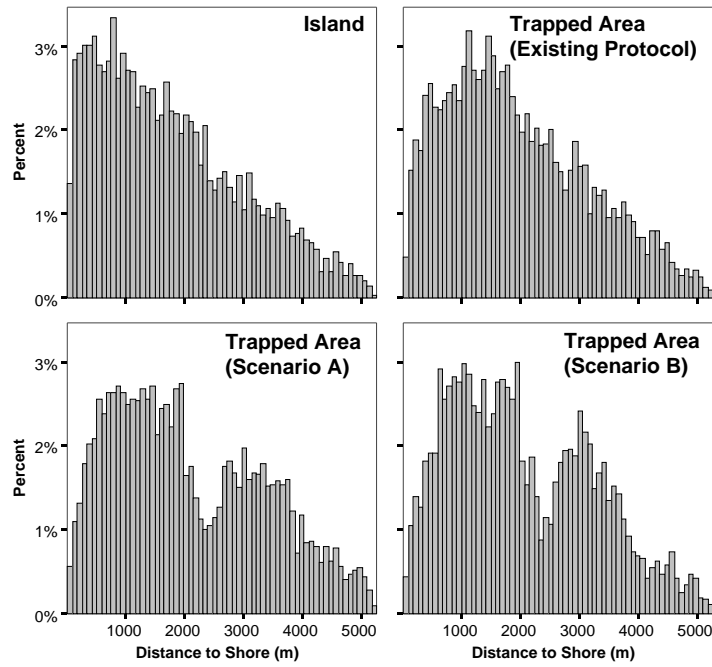 Island
3%
2%
1%
0%
Percent
Trapped Area
(Existing Protocol)
Trapped Area
(Scenario A)
3%
2%
1%
0%
Percent
1000 2000 3000 4000 5000
Distance to Shore (m)
Trapped Area
(Scenario B)
1000 2000 3000 4000 5000
Distance to Shore (m)